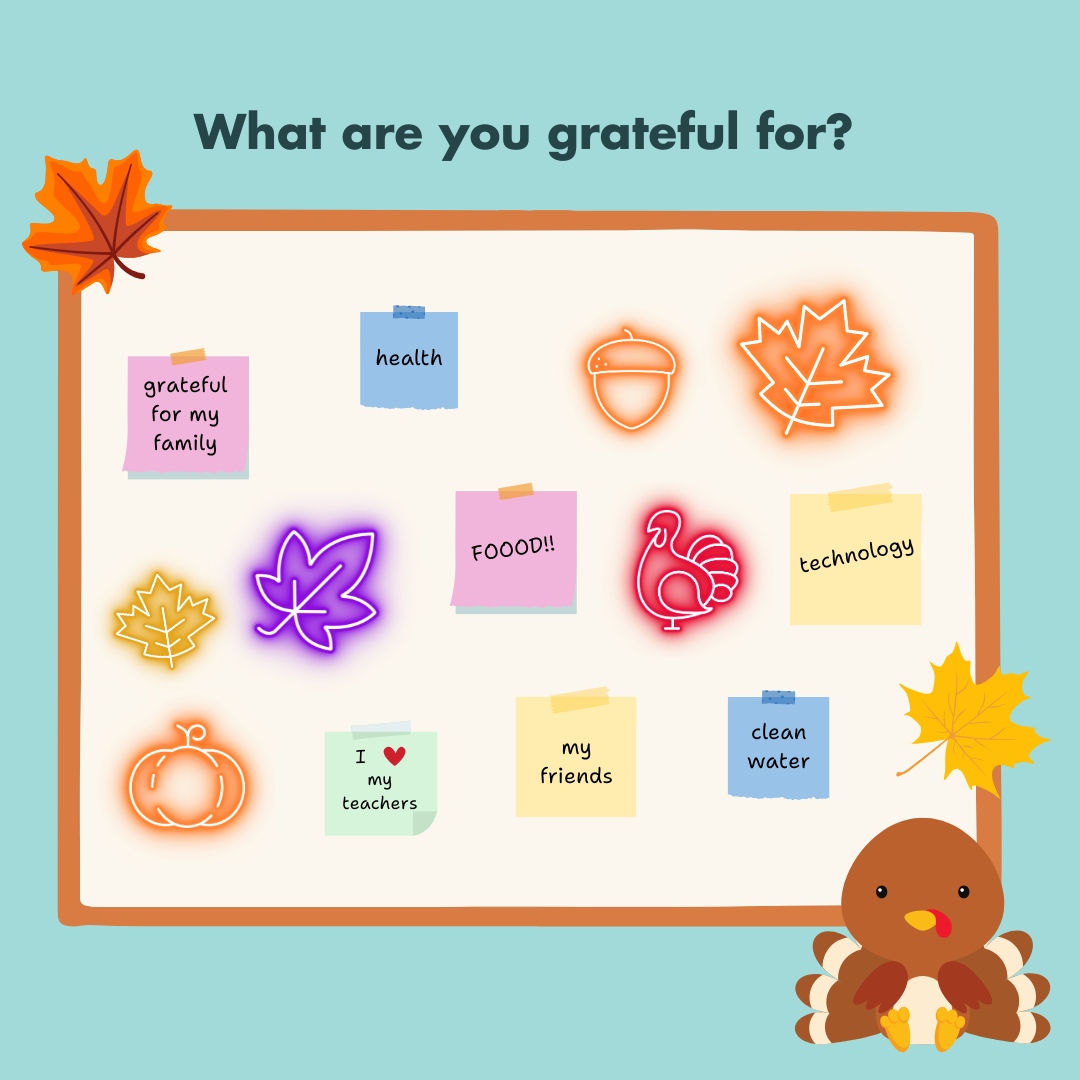 What are you grateful for?
health
grateful
for my
family
FOOOD!!
technology
I ❤
my
teachers
my
friends
clean
water